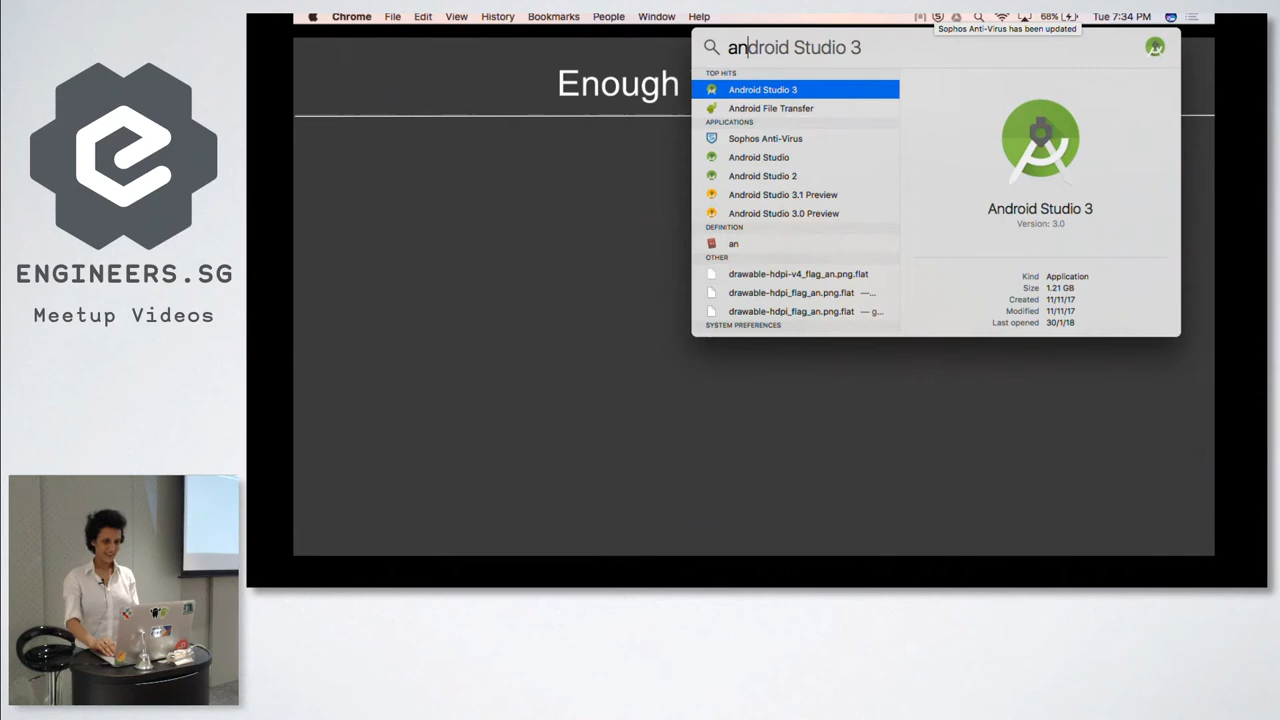 Chrome File Edit View History Bookmarks People Window Help 68% Tue 7:34 PM
Sophos Anti-Virus has been updated
android Studio 3
Enough
TOP HITS
Android Studio 3
Android File Transfer
APPLICATIONS
Sophos Anti-Virus
Android Studio
Android Studio 2
Android Studio 3.1 Preview
Android Studio 3.0 Preview
DEFINITION
an
OTHER
drawable-hdpi-v4_flag_an.png.flat
drawable-hdpi_flag_an.png.flat —...
drawable-hdpi_flag_an.png.flat — g...
SYSTEM PREFERENCES
Android Studio 3
Version: 3.0
Kind Application
Size 1.21 GB
Created 11/11/17
Modified 11/11/17
Last opened 30/1/18
ENGINEERS.SG
Meetup Videos